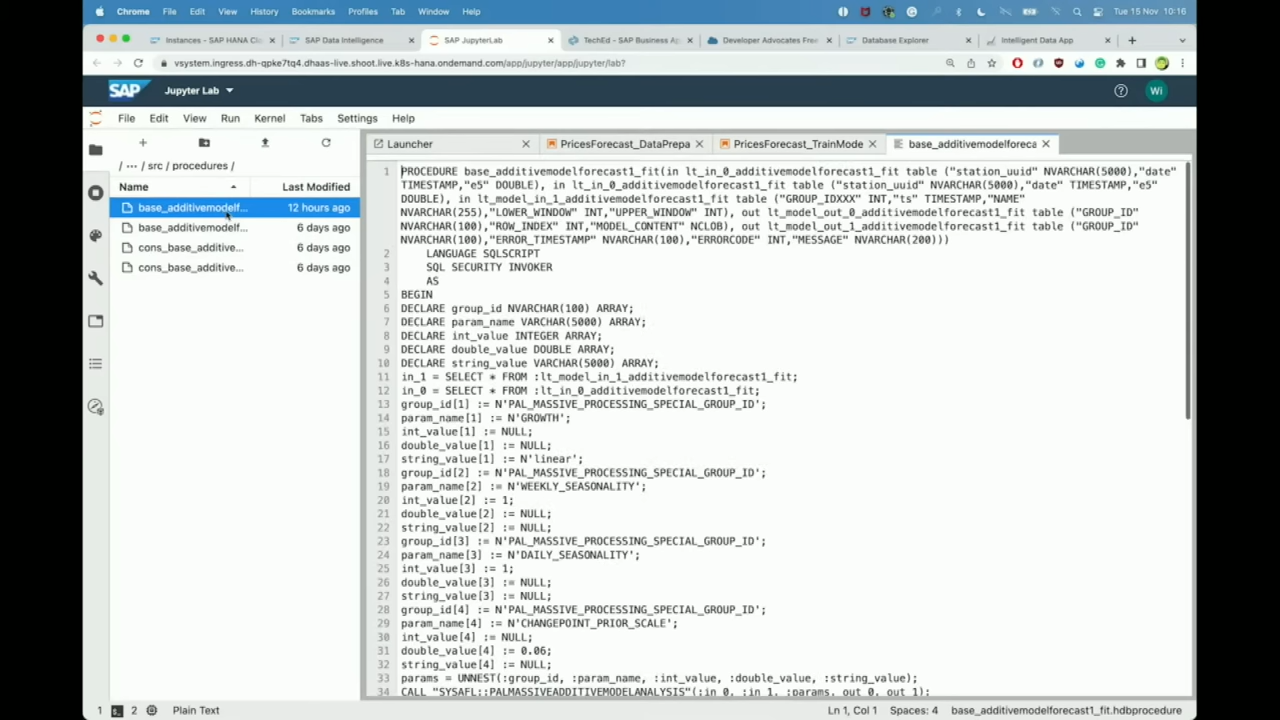 Chrome File Edit View History Bookmarks Profiles Tab Window Help Tue 15 Nov 10:16
Instances - SAP HANA Clo SAP Data Intelligence SAP JupyterLab TechEd - SAP Business Ap Developer Advocates Free Database Explorer Intelligent Data App
vsystem.ingress.dh-qpke7tq4.dhaas-live.shoot.live.k8s-hana.ondemand.com/app/jupyter/app/jupyter/lab?
SAP Jupyter Lab Wi
File Edit View Run Kernel Tabs Settings Help
Launcher PricesForecast_DataPrepa PricesForecast_TrainMode base_additivemodelforeca
/ ··· / src / procedures /
Name Last Modified
base_additivemodelf... 12 hours ago
base_additivemodelf... 6 days ago
cons_base_additive... 6 days ago
cons_base_additive... 6 days ago
1 PROCEDURE base_additivemodelforecast1_fit(in lt_in_0_additivemodelforecast1_fit table ("station_uuid" NVARCHAR(5000),"date"
TIMESTAMP,"e5" DOUBLE), in lt_in_0_additivemodelforecast1_fit table ("station_uuid" NVARCHAR(5000),"date" TIMESTAMP,"e5"
DOUBLE), in lt_model_in_1_additivemodelforecast1_fit table ("GROUP_IDXXX" INT,"ts" TIMESTAMP,"NAME"
NVARCHAR(255),"LOWER_WINDOW" INT,"UPPER_WINDOW" INT), out lt_model_out_0_additivemodelforecast1_fit table ("GROUP_ID"
NVARCHAR(100),"ROW_INDEX" INT,"MODEL_CONTENT" NCLOB), out lt_model_out_1_additivemodelforecast1_fit table ("GROUP_ID"
NVARCHAR(100),"ERROR_TIMESTAMP" NVARCHAR(100),"ERRORCODE" INT,"MESSAGE" NVARCHAR(200)))
2 LANGUAGE SQLSCRIPT
3 SQL SECURITY INVOKER
4 AS
5 BEGIN
6 DECLARE group_id NVARCHAR(100) ARRAY;
7 DECLARE param_name VARCHAR(5000) ARRAY;
8 DECLARE int_value INTEGER ARRAY;
9 DECLARE double_value DOUBLE ARRAY;
10 DECLARE string_value VARCHAR(5000) ARRAY;
11 in_1 = SELECT * FROM :lt_model_in_1_additivemodelforecast1_fit;
12 in_0 = SELECT * FROM :lt_in_0_additivemodelforecast1_fit;
13 group_id[1] := N'PAL_MASSIVE_PROCESSING_SPECIAL_GROUP_ID';
14 param_name[1] := N'GROWTH';
15 int_value[1] := NULL;
16 double_value[1] := NULL;
17 string_value[1] := N'linear';
18 group_id[2] := N'PAL_MASSIVE_PROCESSING_SPECIAL_GROUP_ID';
19 param_name[2] := N'WEEKLY_SEASONALITY';
20 int_value[2] := 1;
21 double_value[2] := NULL;
22 string_value[2] := NULL;
23 group_id[3] := N'PAL_MASSIVE_PROCESSING_SPECIAL_GROUP_ID';
24 param_name[3] := N'DAILY_SEASONALITY';
25 int_value[3] := 1;
26 double_value[3] := NULL;
27 string_value[3] := NULL;
28 group_id[4] := N'PAL_MASSIVE_PROCESSING_SPECIAL_GROUP_ID';
29 param_name[4] := N'CHANGEPOINT_PRIOR_SCALE';
30 int_value[4] := NULL;
31 double_value[4] := 0.06;
32 string_value[4] := NULL;
33 params = UNNEST(:group_id, :param_name, :int_value, :double_value, :string_value);
34 CALL "SYSAFL::PALMASSIVEADDITIVEMODELANALYSIS"(:in_0, :in_1, :params, out_0, out_1);
1 2 Plain Text Ln 1, Col 1 Spaces: 4 base_additivemodelforecast1_fit.hdbprocedure